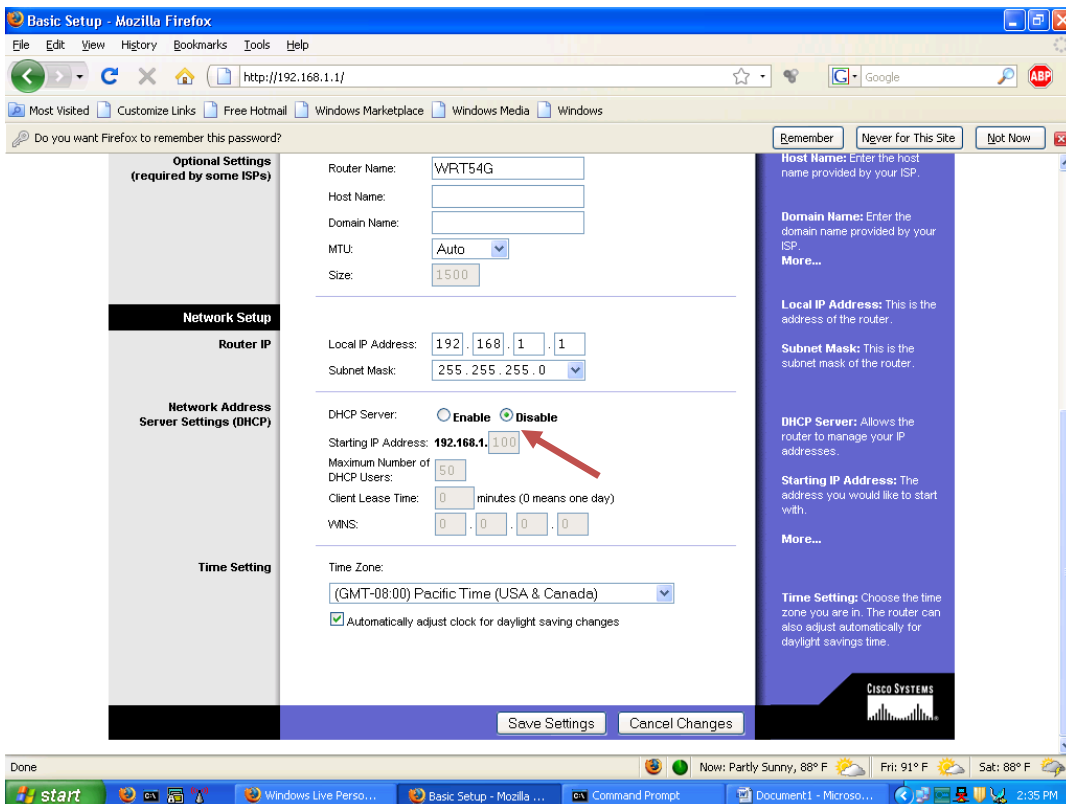 Basic Setup - Mozilla Firefox
File Edit View History Bookmarks Tools Help
http://192.168.1.1/
G Google
ABP
Most Visited Customize Links Free Hotmail Windows Marketplace Windows Media Windows
Do you want Firefox to remember this password? Remember Never for This Site Not Now
Optional Settings
(required by some ISPs)
Router Name: WRT54G
Host Name:
Domain Name:
MTU: Auto
Size: 1500
Host Name: Enter the host
name provided by your ISP.
Domain Name: Enter the
domain name provided by your
ISP.
More...
Network Setup
Router IP
Local IP Address: 192 . 168 . 1 . 1
Subnet Mask: 255.255.255.0
Local IP Address: This is the
address of the router.
Subnet Mask: This is the
subnet mask of the router.
Network Address
Server Settings (DHCP)
DHCP Server: Enable Disable
Starting IP Address: 192.168.1. 100
Maximum Number of
DHCP Users: 50
Client Lease Time: 0 minutes (0 means one day)
WINS: 0 . 0 . 0 . 0
DHCP Server: Allows the
router to manage your IP
addresses.
Starting IP Address: The
address you would like to start
with.
More...
Time Setting
Time Zone:
(GMT-08:00) Pacific Time (USA & Canada)
Automatically adjust clock for daylight saving changes
Time Setting: Choose the time
zone you are in. The router can
also adjust automatically for
daylight savings time.
CISCO SYSTEMS
Save Settings Cancel Changes
Done Now: Partly Sunny, 88° F Fri: 91° F Sat: 88° F
start Windows Live Perso... Basic Setup - Mozilla ... Command Prompt Document1 - Microso... 2:35 PM